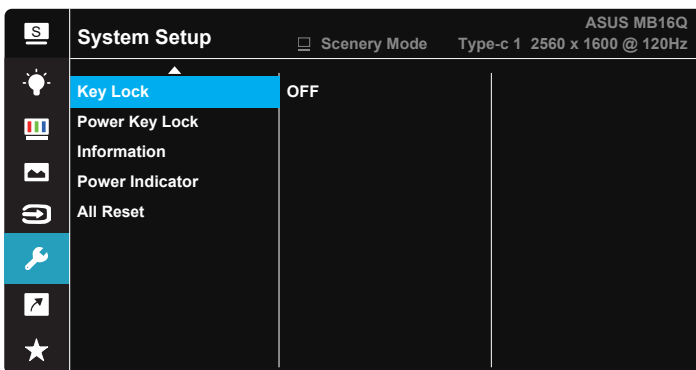 S
System Setup
Scenery Mode
ASUS MB16Q
Type-c 1 2560 x 1600 @ 120Hz
Key Lock
OFF
Power Key Lock
Information
Power Indicator
All Reset